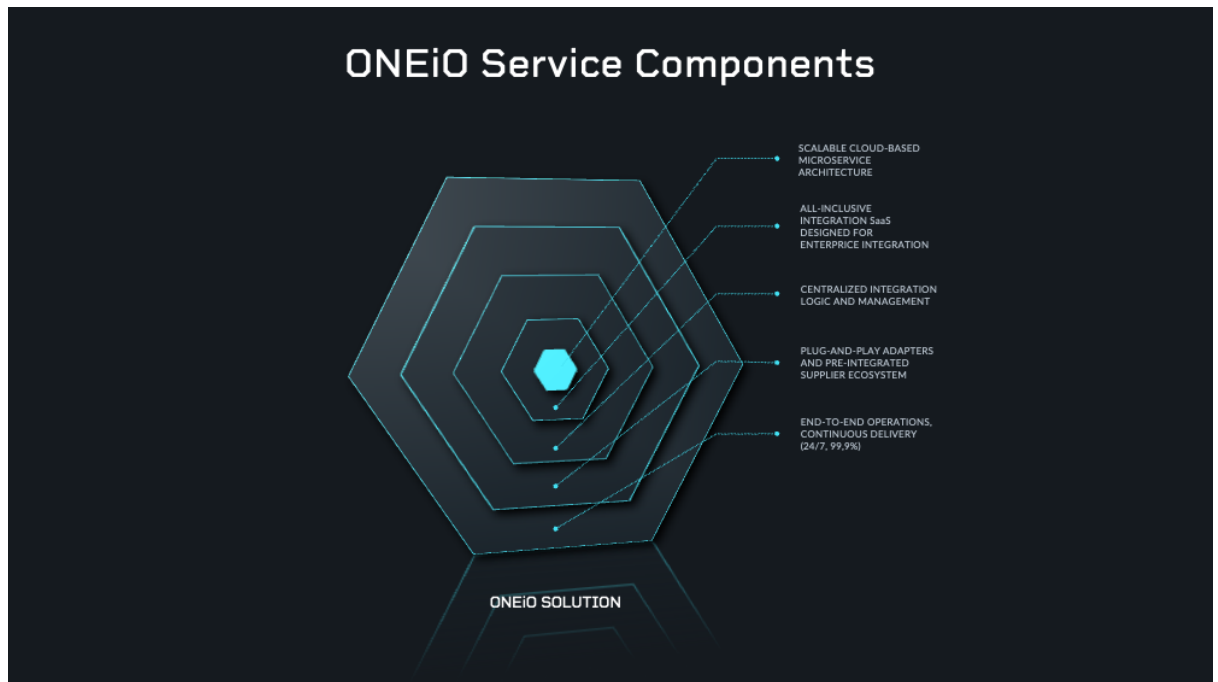 ONEiO Service Components
SCALABLE CLOUD-BASED
MICROSERVICE
ARCHITECTURE
ALL-INCLUSIVE
INTEGRATION SaaS
DESIGNED FOR
ENTERPRICE INTEGRATION
CENTRALIZED INTEGRATION
LOGIC AND MANAGEMENT
PLUG-AND-PLAY ADAPTERS
AND PRE-INTEGRATED
SUPPLIER ECOSYSTEM
END-TO-END OPERATIONS,
CONTINUOUS DELIVERY
(24/7, 99,9%)
ONEiO SOLUTION